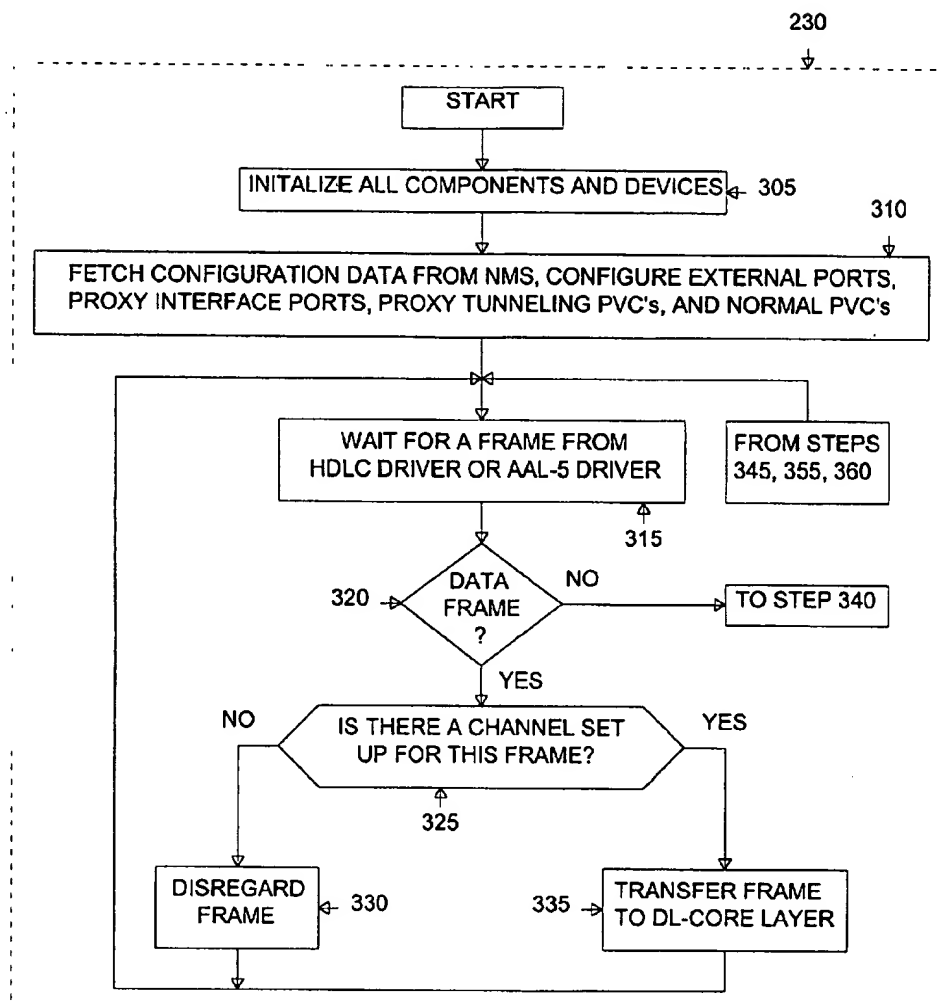 230
START
INITALIZE ALL COMPONENTS AND DEVICES
305
310
FETCH CONFIGURATION DATA FROM NMS, CONFIGURE EXTERNAL PORTS,
PROXY INTERFACE PORTS, PROXY TUNNELING PVC's, AND NORMAL PVC's
WAIT FOR A FRAME FROM
HDLC DRIVER OR AAL-5 DRIVER
FROM STEPS
345, 355, 360
315
320
DATA
FRAME
?
NO
TO STEP 340
YES
NO
IS THERE A CHANNEL SET
UP FOR THIS FRAME?
YES
325
DISREGARD
FRAME
330
335
TRANSFER FRAME
TO DL-CORE LAYER